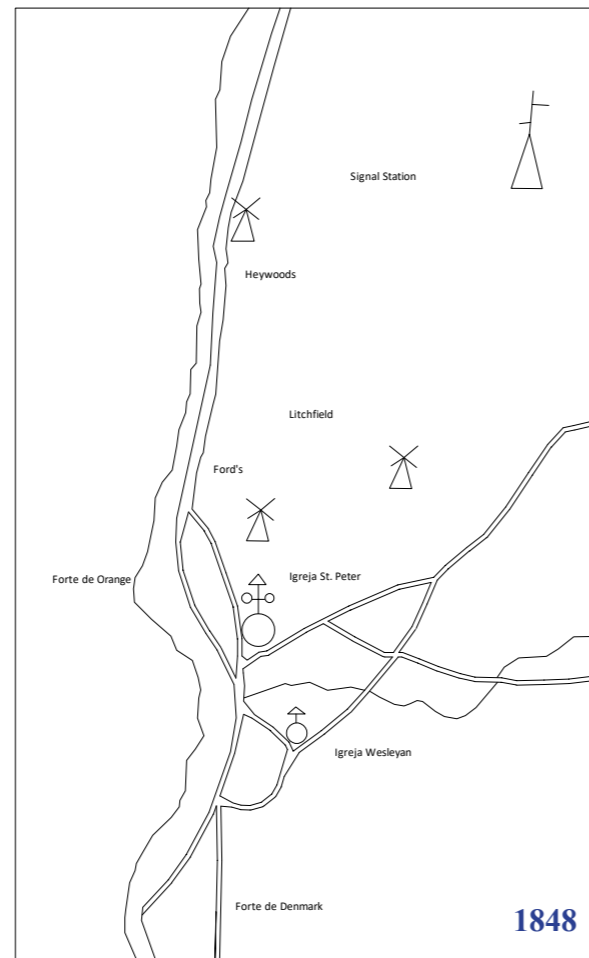 Signal Station
Heywoods
Litchfield
Ford's
Forte de Orange
Igreja St. Peter
Igreja Wesleyan
Forte de Denmark
1848